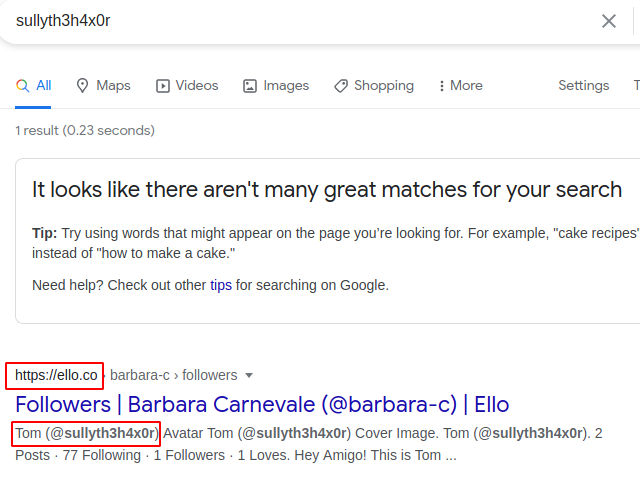 sullyth3h4x0r
All Maps Videos Images Shopping More Settings
1 result (0.23 seconds)
It looks like there aren't many great matches for your search
Tip: Try using words that might appear on the page you're looking for. For example, "cake recipes"
instead of "how to make a cake."
Need help? Check out other tips for searching on Google.
https://ello.co › barbara-c › followers
Followers | Barbara Carnevale (@barbara-c) | Ello
Tom (@sullyth3h4x0r) Avatar Tom (@sullyth3h4x0r) Cover Image. Tom (@sullyth3h4x0r). 2
Posts · 77 Following · 1 Followers · 1 Loves. Hey Amigo! This is Tom ...